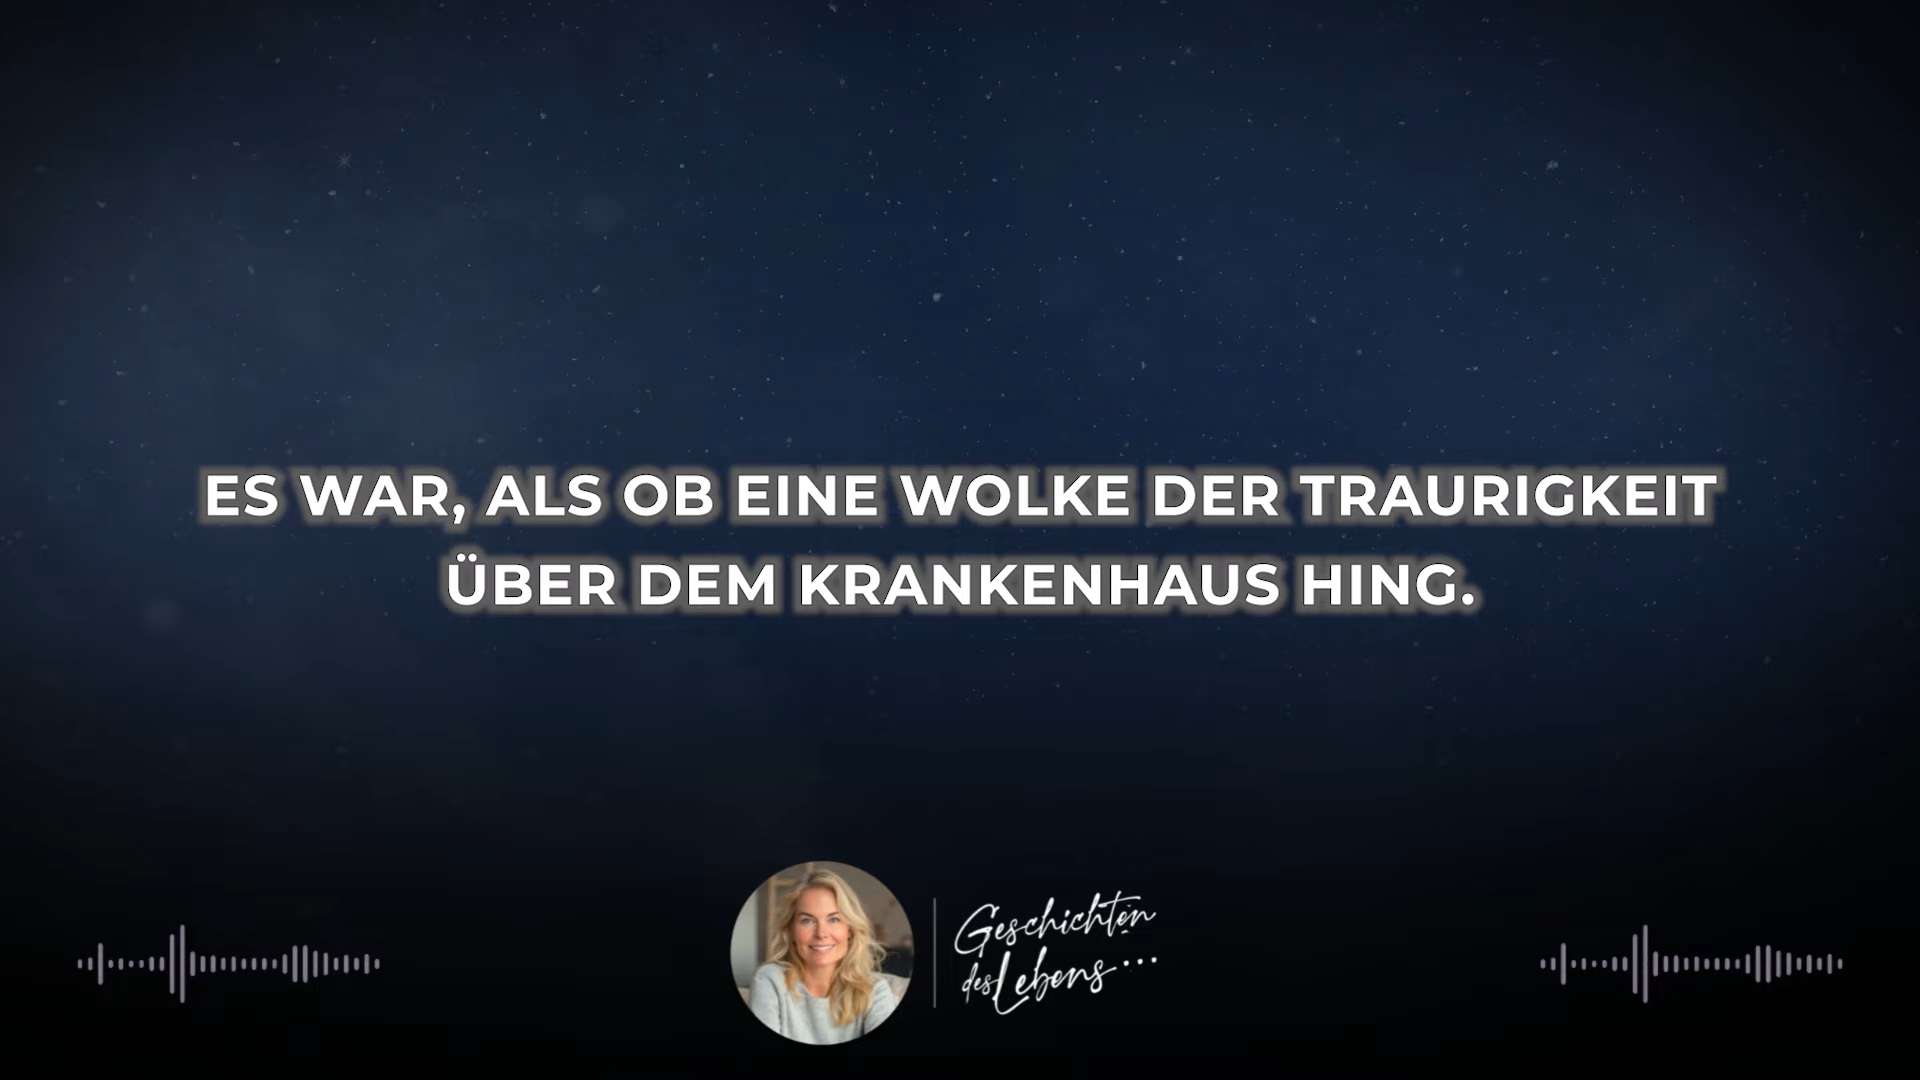 ES WAR, ALS OB EINE WOLKE DER TRAURIGKEIT
ÜBER DEM KRANKENHAUS HING.
Geschichten
des Lebens...